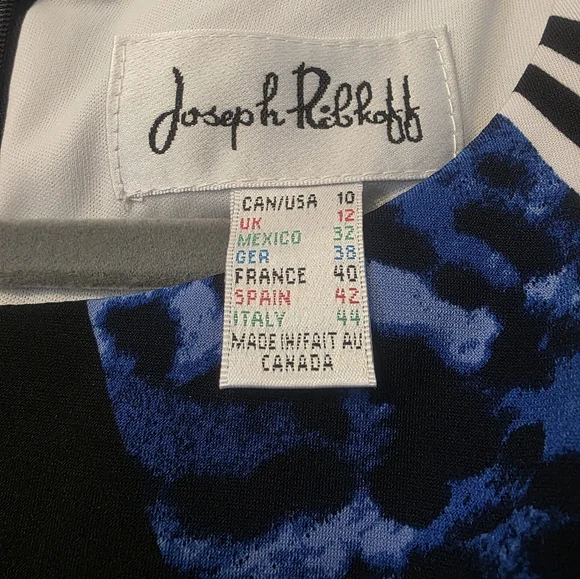 Joseph Ribkoff
CAN/USA 10
UK 12
MEXICO 32
GER 38
FRANCE 40
SPAIN 42
ITALY 44
MADE IN/FAIT AU
CANADA